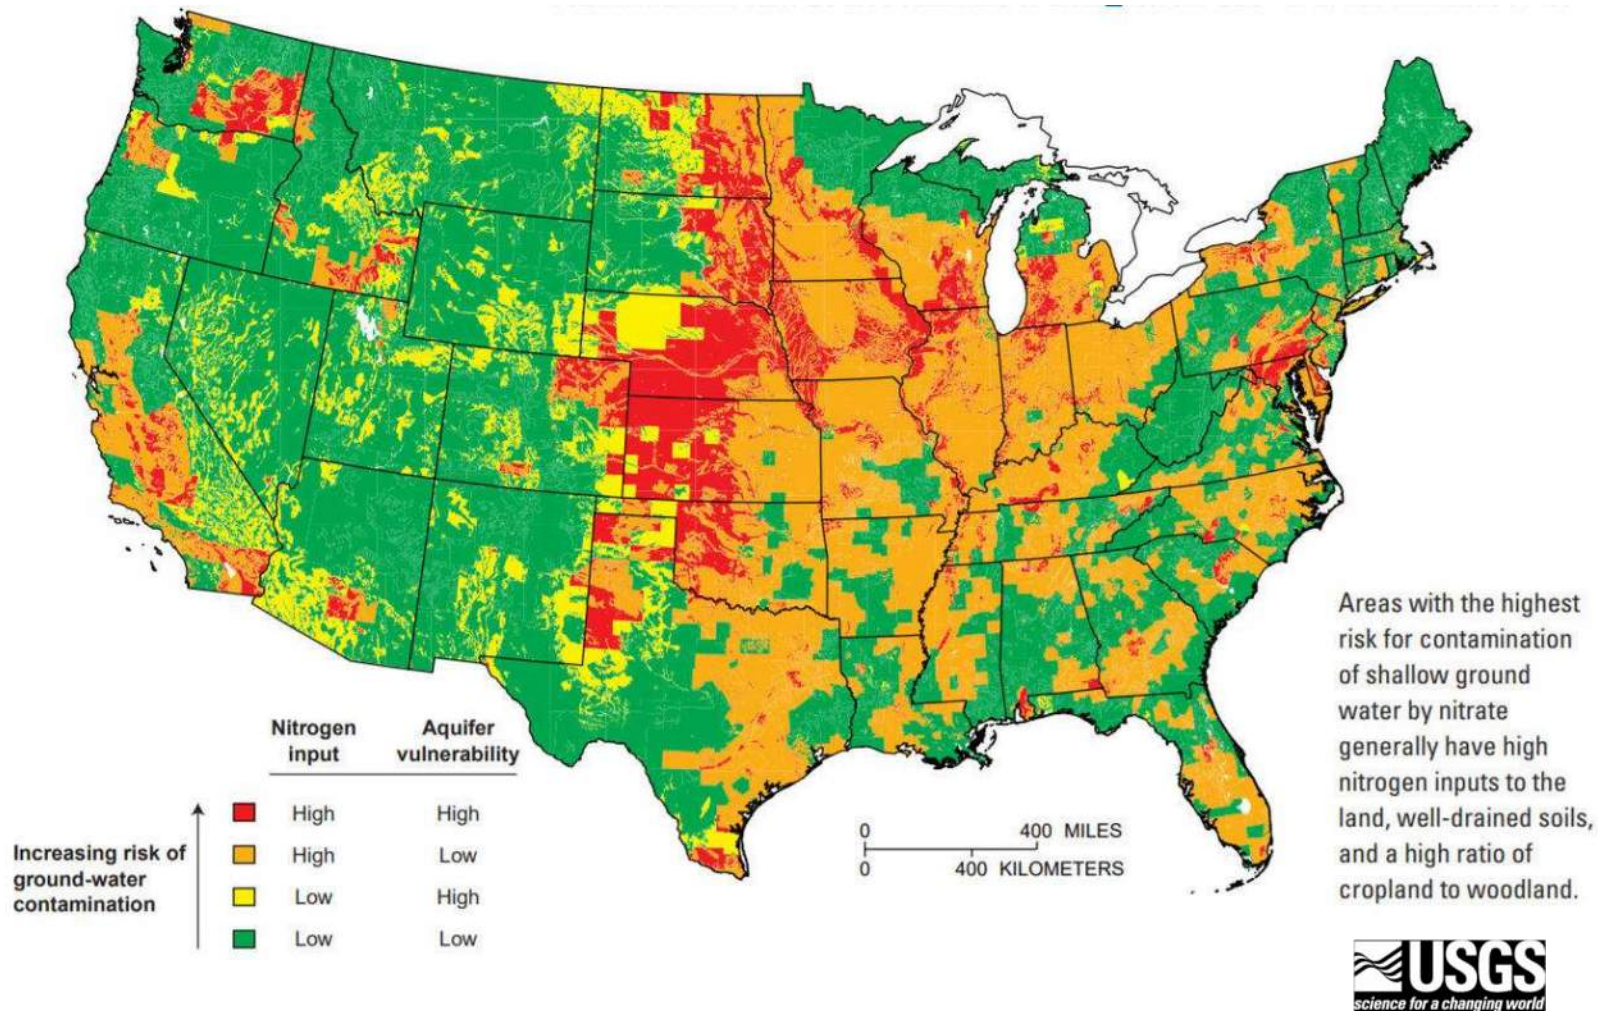 Nitrogen input
Aquifer vulnerability
Increasing risk of
ground-water
contamination
High High
High Low
Low High
Low Low
0 400 MILES
0 400 KILOMETERS
Areas with the highest
risk for contamination
of shallow ground
water by nitrate
generally have high
nitrogen inputs to the
land, well-drained soils,
and a high ratio of
cropland to woodland.
USGS
science for a changing world